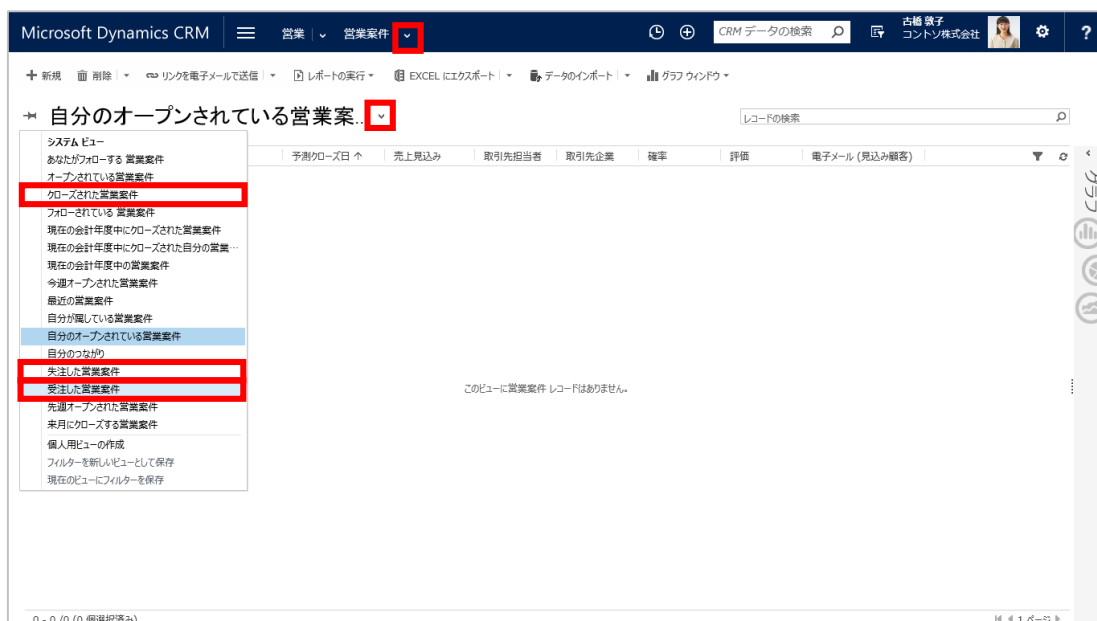 Microsoft Dynamics CRM 営業 営業案件 CRM データの検索 古橋 敦子
コントソ株式会社 ?
新規 削除 リンクを電子メールで送信 レポートの実行 EXCEL にエクスポート データのインポート グラフ ウィンドウ
自分のオープンされている営業案... レコードの検索
システム ビュー
あなたがフォローする 営業案件
予測クローズ日 売上見込み 取引先担当者 取引先企業 確率 評価 電子メール (見込み顧客)
オープンされている営業案件
クローズされた営業案件
フォローされている 営業案件
現在の会計年度中にクローズされた営業案件
現在の会計年度中にクローズされた自分の営業…
現在の会計年度中の営業案件
今週オープンされた営業案件
最近の営業案件
自分が属している営業案件
自分のオープンされている営業案件
自分のつながり
失注した営業案件
受注した営業案件
先週オープンされた営業案件
来月にクローズする営業案件
個人用ビューの作成
フィルターを新しいビューとして保存
現在のビューにフィルターを保存
このビューに営業案件 レコードはありません。
グラフ
0 - 0 /0 (0 個選択済み) 1 ページ